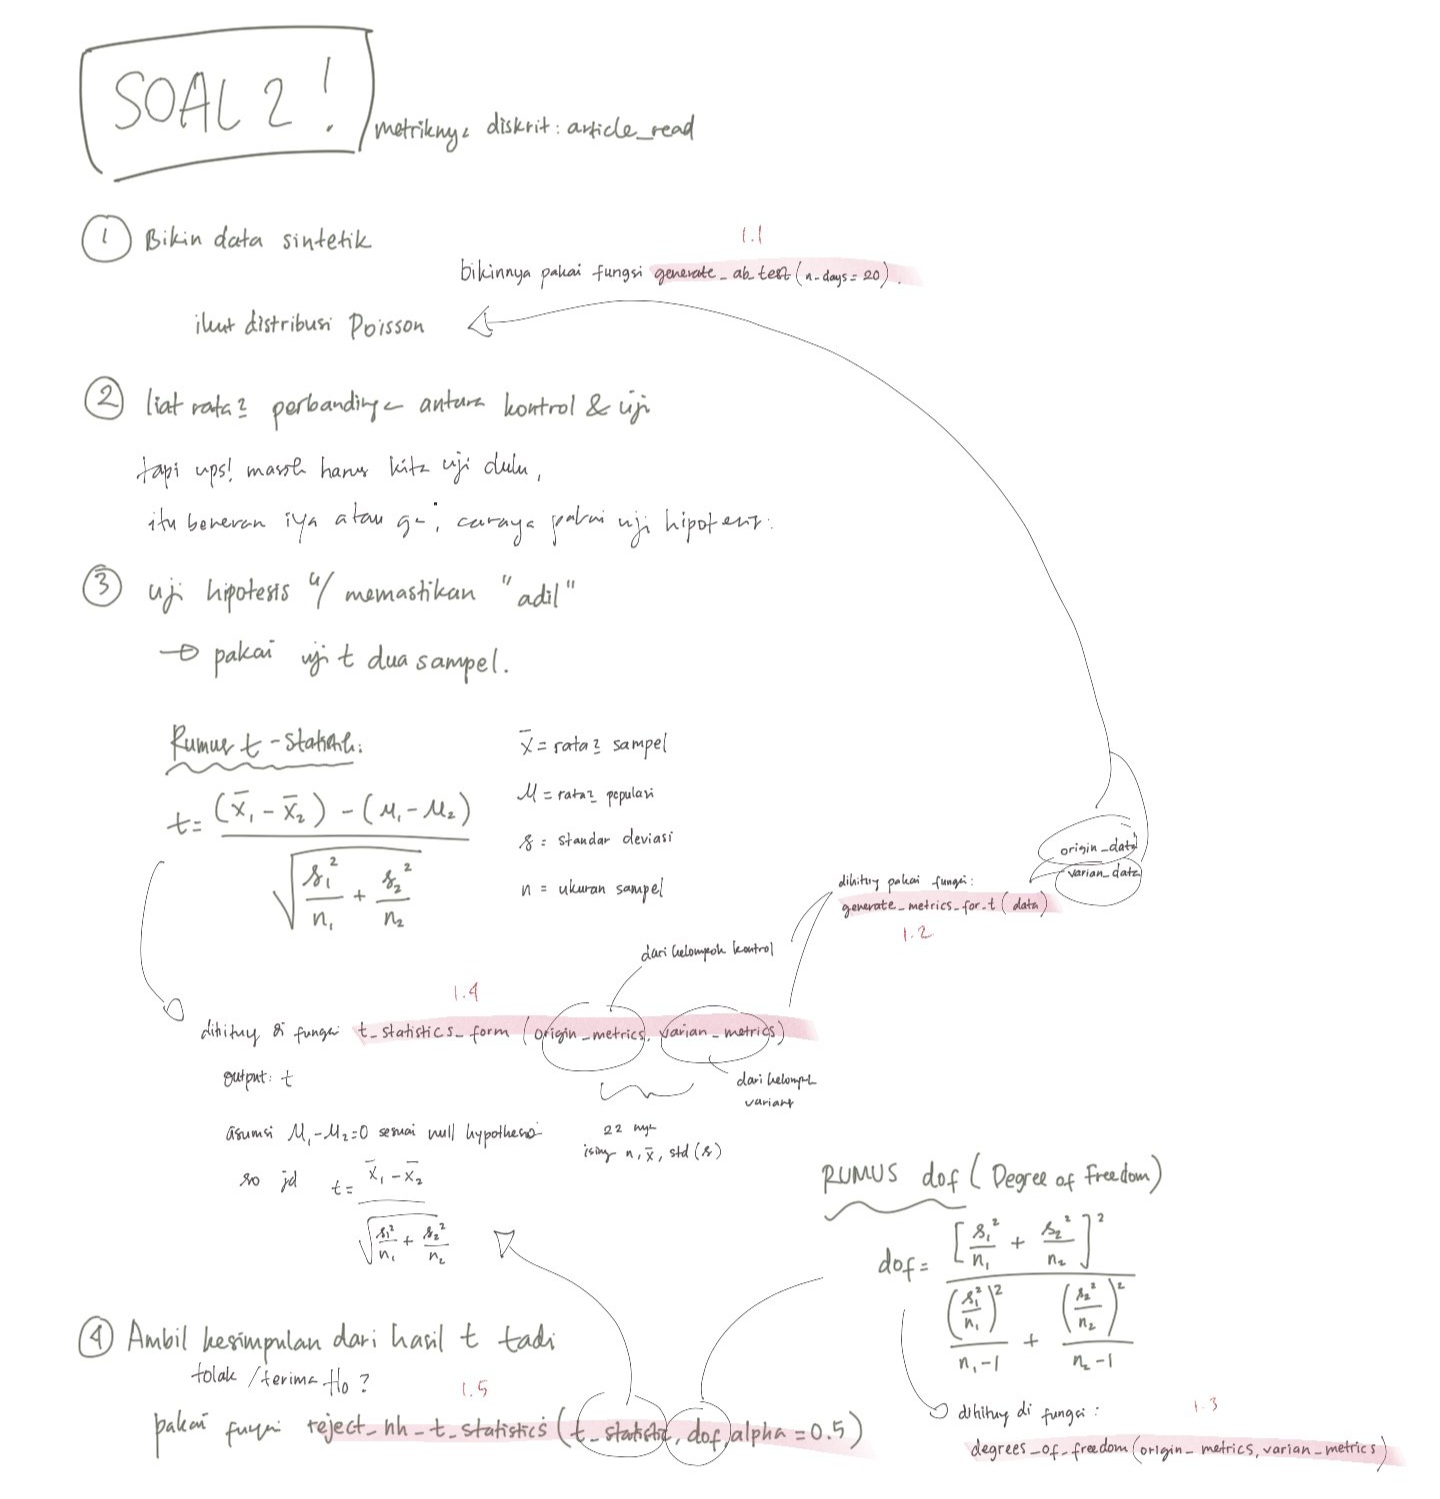 SOAL 2 !
metriknya diskrit : article_read
1 Bikin data sintetik
1.1
bikinnya pakai fungsi generate_ab_test (n-days = 20).
ikut distribusi Poisson
2 liat rata2 perbandingan antara kontrol & uji
tapi ups! masih harus kita uji dulu,
itu beneran iya atau ga, caranya pakai uji hipotesis.
3 uji hipotesis u/ memastikan "adil"
→ pakai uji t dua sampel.
Rumus t-statistik:
t = (x̄₁ - x̄₂) - (μ₁ - μ₂) / √(s₁²/n₁ + s₂²/n₂)
x̄ = rata2 sampel
μ = rata2 populasi
s = standar deviasi
n = ukuran sampel
origin_data
varian_data
dihitung pakai fungsi:
generate_metrics_for_t (data)
1.2
dari kelompok kontrol
1.4
dihitung di fungsi t_statistics_form (origin_metrics, varian_metrics)
output: t
dari kelompok
variant
asumsi μ₁-μ₂=0 sesuai null hypothesis
22 nya
isinya n, x̄, std (s)
so jd t = x̄₁ - x̄₂ / √(s₁²/n₁ + s₂²/n₂)
RUMUS dof (Degree of Freedom)
dof = [s₁²/n₁ + s₂²/n₂]² / ((s₁²/n₁)²/(n₁-1) + (s₂²/n₂)²/(n₂-1))
4 Ambil kesimpulan dari hasil t tadi
tolak / terima H₀ ?
1.5
pakai fungsi reject_nh_t_statistics (t_statistic, dof, alpha = 0.5)
1.3
dihitung di fungsi :
degrees_of_freedom (origin_metrics, varian_metrics)